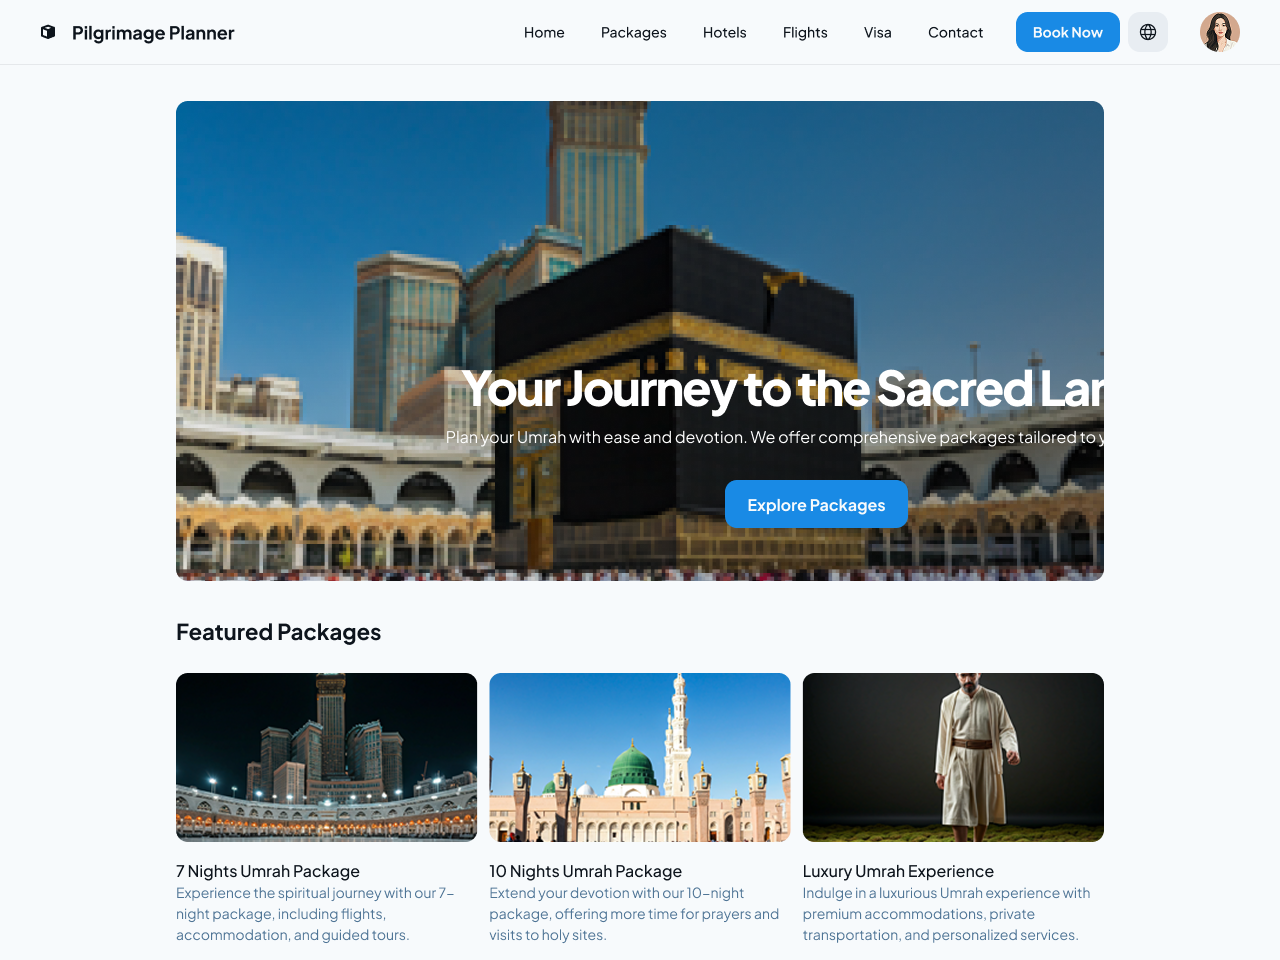 Pilgrimage Planner
Home Packages Hotels Flights Visa Contact Book Now
Your Journey to the Sacred
Plan your Umrah with ease and devotion. We offer comprehensive packages tailored to
Explore Packages
Featured Packages
7 Nights Umrah Package
Experience the spiritual journey with our 7-
night package, including flights,
accommodation, and guided tours.
10 Nights Umrah Package
Extend your devotion with our 10-night
package, offering more time for prayers and
visits to holy sites.
Luxury Umrah Experience
Indulge in a luxurious Umrah experience with
premium accommodations, private
transportation, and personalized services.